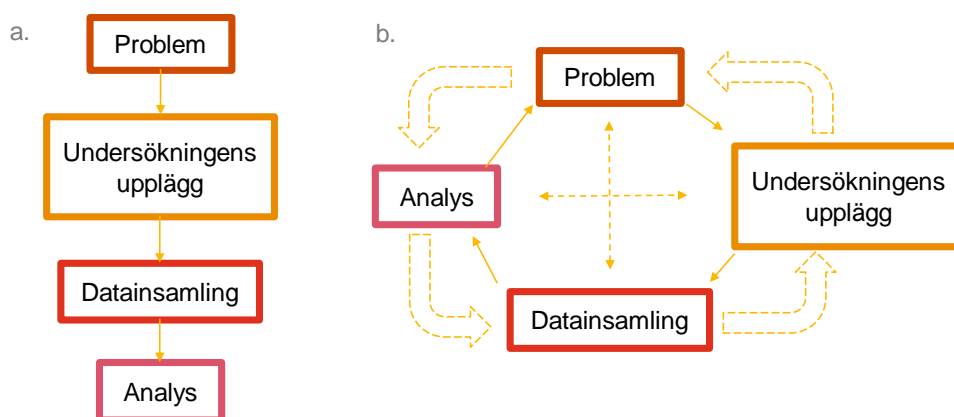 a.
Problem
Undersökningens
upplägg
Datainsamling
Analys
b.
Problem
Analys
Undersökningens
upplägg
Datainsamling